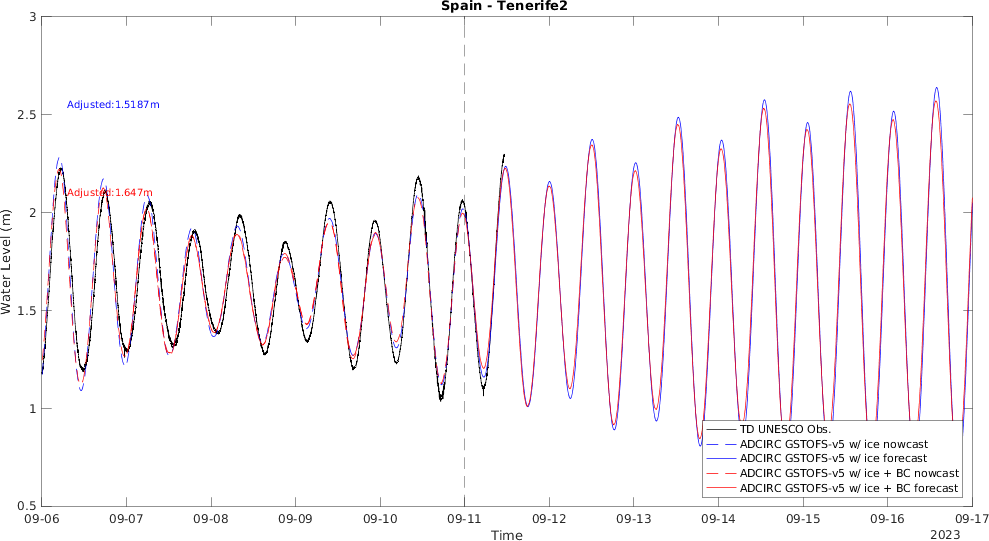 Spain - Tenerife2
3
2.5
2
1.5
1
0.5
Water Level (m)
Adjusted:1.5187m
Adjusted:1.647m
TD UNESCO Obs.
ADCIRC GSTOFS-v5 w/ ice nowcast
ADCIRC GSTOFS-v5 w/ ice forecast
ADCIRC GSTOFS-v5 w/ ice + BC nowcast
ADCIRC GSTOFS-v5 w/ ice + BC forecast
09-06 09-07 09-08 09-09 09-10 09-11 09-12 09-13 09-14 09-15 09-16 09-17
Time
2023